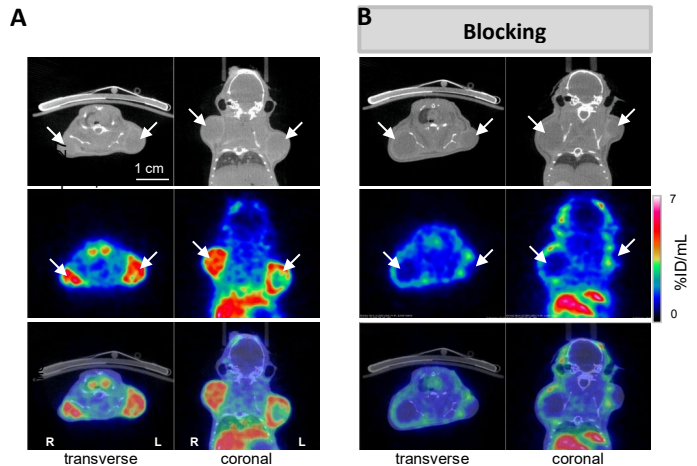 A
B
Blocking
1 cm
7
%ID/mL
0
R
L
R
L
transverse
coronal
transverse
coronal